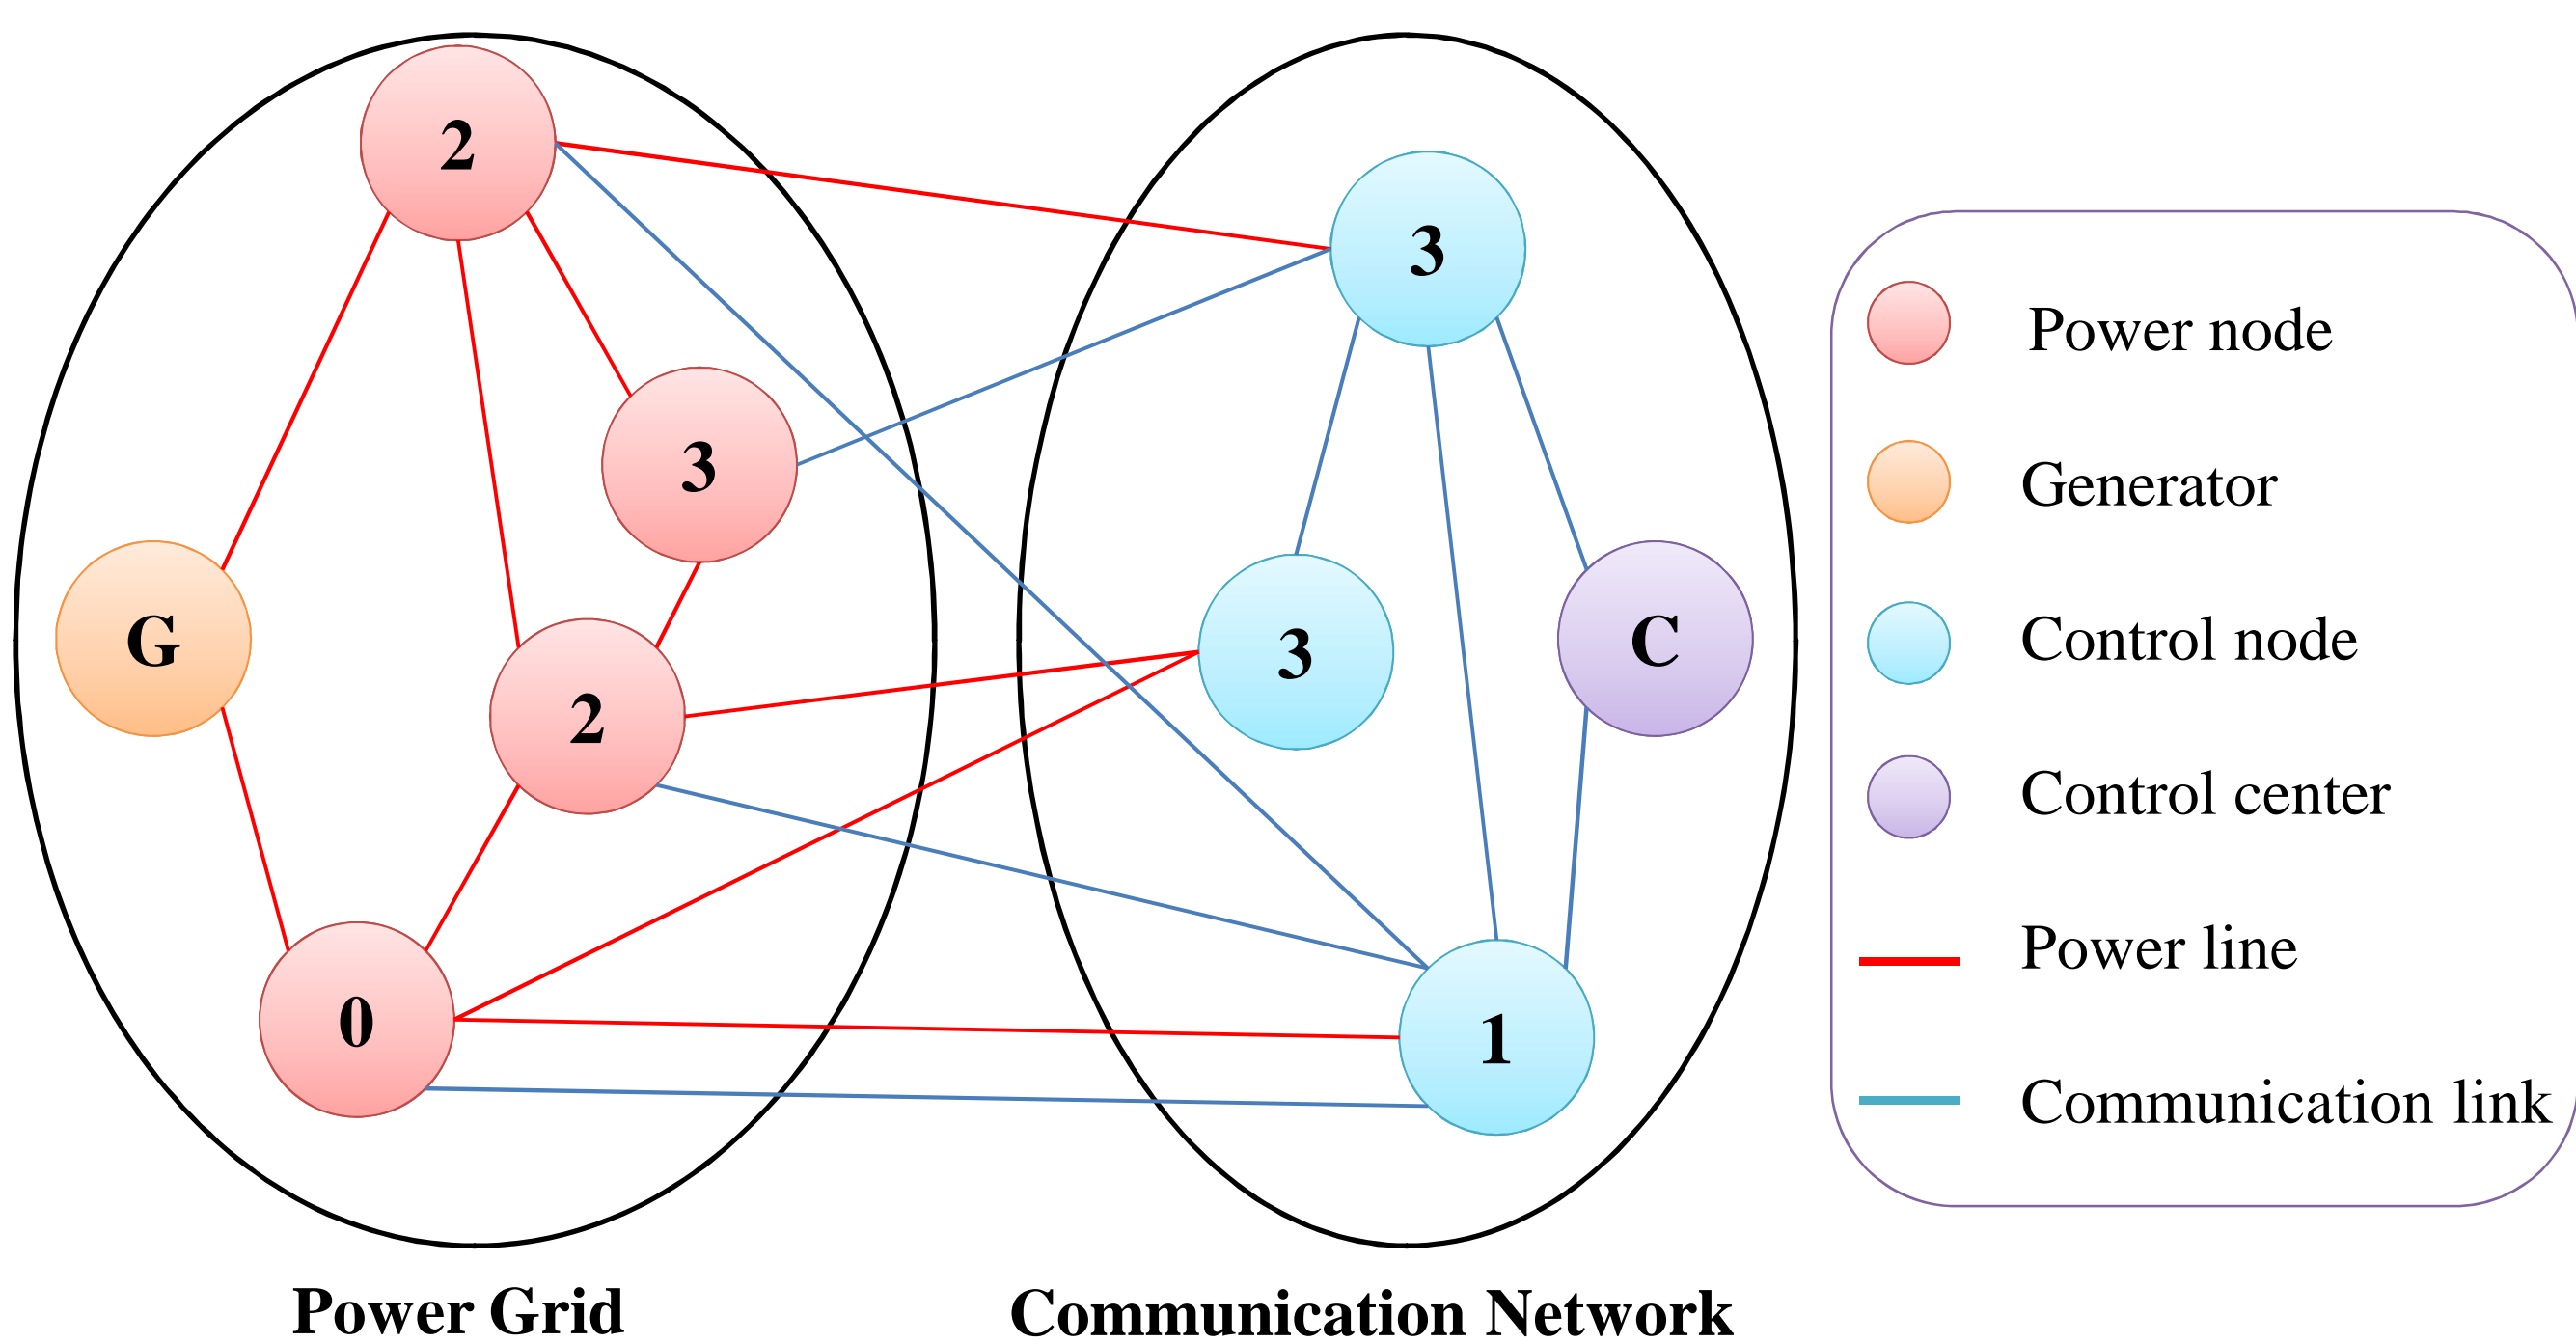 2
3
G
2
0
3
3
C
1
Power Grid
Communication Network
Power node
Generator
Control node
Control center
Power line
Communication link